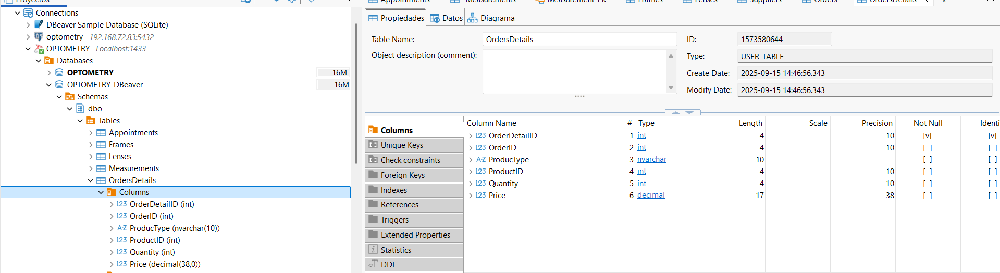 Proyectos
Connections
DBeaver Sample Database (SQLite)
optometry 192.168.72.83:5432
OPTOMETRY Localhost:1433
Databases
OPTOMETRY 16M
OPTOMETRY_DBeaver 16M
Schemas
dbo
Tables
Appointments
Frames
Lenses
Measurements
OrdersDetails
Columns
123 OrderDetailID (int)
123 OrderID (int)
A-Z ProducType (nvarchar(10))
123 ProductID (int)
123 Quantity (int)
123 Price (decimal(38,0))
Appointments Measurements Measurement_PK Frames Lenses Suppliers Orders OrdersDetails
Propiedades Datos Diagrama
Table Name: OrdersDetails
Object description (comment):
ID: 1573580644
Type: USER_TABLE
Create Date: 2025-09-15 14:46:56.343
Modify Date: 2025-09-15 14:46:56.343
Columns
Unique Keys
Check constraints
Foreign Keys
Indexes
References
Triggers
Extended Properties
Statistics
DDL
Column Name # Type Length Scale Precision Not Null Identi
123 OrderDetailID 1 int 4 10 [v] [v]
123 OrderID 2 int 4 10 [ ] [ ]
A-Z ProducType 3 nvarchar 10 [ ] [ ]
123 ProductID 4 int 4 10 [ ] [ ]
123 Quantity 5 int 4 10 [ ] [ ]
123 Price 6 decimal 17 38 [ ] [ ]